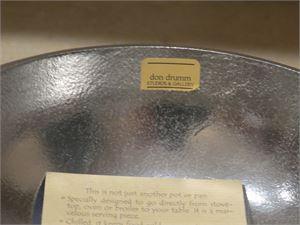 don drumm
STUDIOS & GALLERY
This is not just another pot or pan
• Specially designed to go directly from stove-
top, oven or broiler to your table it is a mar-
velous serving piece.
• Chilled, it keeps